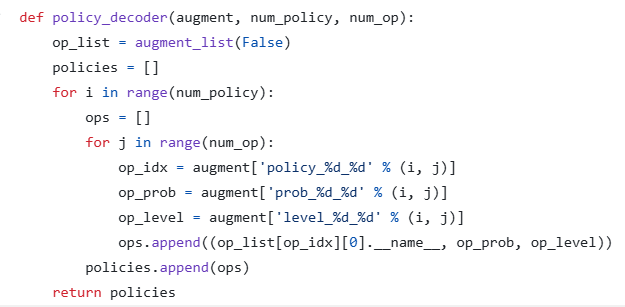 def policy_decoder(augment, num_policy, num_op):
    op_list = augment_list(False)
    policies = []
    for i in range(num_policy):
        ops = []
        for j in range(num_op):
            op_idx = augment['policy_%d_%d' % (i, j)]
            op_prob = augment['prob_%d_%d' % (i, j)]
            op_level = augment['level_%d_%d' % (i, j)]
            ops.append((op_list[op_idx][0].__name__, op_prob, op_level))
        policies.append(ops)
    return policies